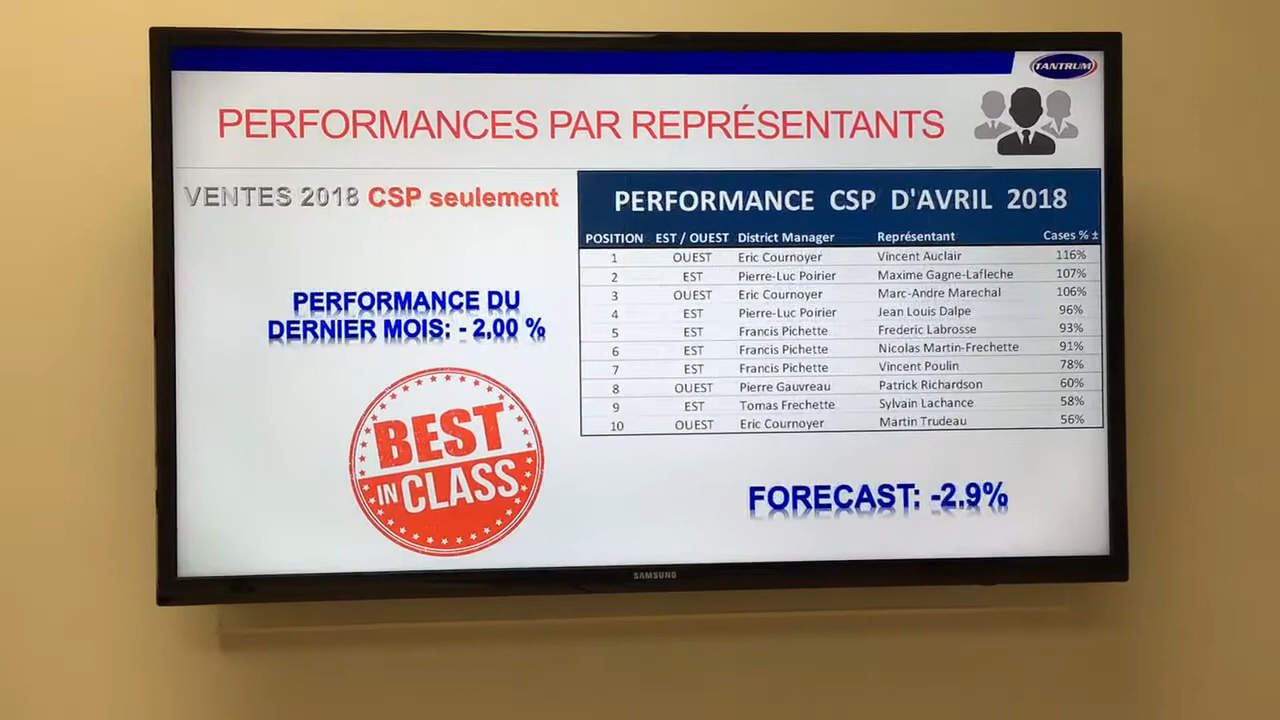 TANTRUM
PERFORMANCES PAR REPRÉSENTANTS
VENTES 2018 CSP seulement
PERFORMANCE DU
DERNIER MOIS: - 2,00 %
BEST
IN CLASS
PERFORMANCE CSP D'AVRIL 2018
POSITION EST / OUEST District Manager Représentant Cases % ±
1 OUEST Eric Cournoyer Vincent Auclair 116%
2 EST Pierre-Luc Poirier Maxime Gagne-Lafleche 107%
3 OUEST Eric Cournoyer Marc-Andre Marechal 106%
4 EST Pierre-Luc Poirier Jean Louis Dalpe 96%
5 EST Francis Pichette Frederic Labrosse 93%
6 EST Francis Pichette Nicolas Martin-Frechette 91%
7 EST Francis Pichette Vincent Poulin 78%
8 OUEST Pierre Gauvreau Patrick Richardson 60%
9 EST Tomas Frechette Sylvain Lachance 58%
10 OUEST Eric Cournoyer Martin Trudeau 56%
FORECAST: -2.9%
SAMSUNG